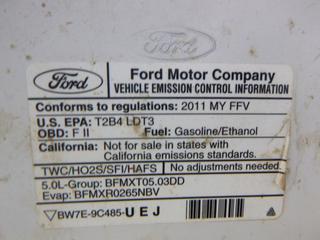 Ford
Ford
Ford Motor Company
VEHICLE EMISSION CONTROL INFORMATION
Conforms to regulations: 2011 MY FFV
U.S. EPA: T2B4 LDT3
OBD: F II Fuel: Gasoline/Ethanol
California: Not for sale in states with
California emissions standards.
TWC/HO2S/SFI/HAFS No adjustments needed.
5.0L-Group: BFMXT05.03DD
Evap: BFMXR0265NBV
BW7E-9C485-UEJ